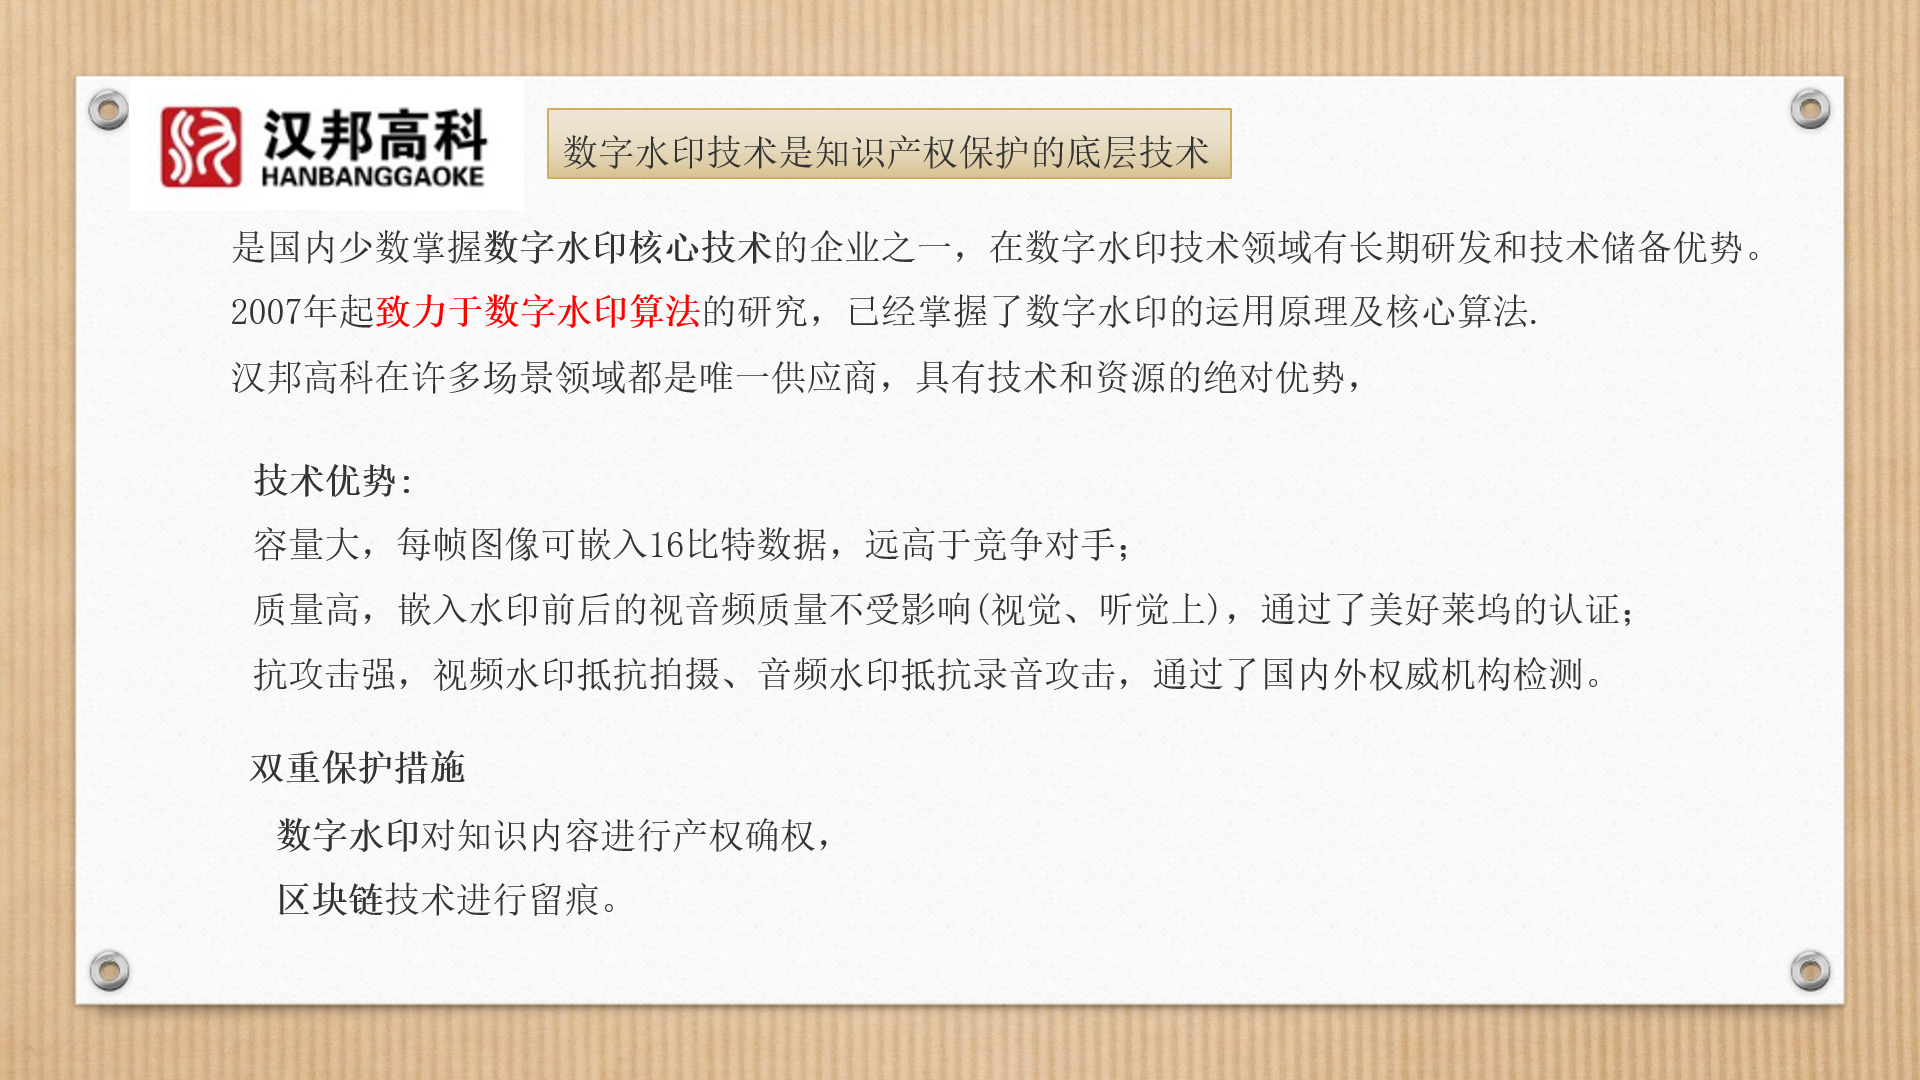 汉邦高科
HANBANGGAOKE
数字水印技术是知识产权保护的底层技术
是国内少数掌握数字水印核心技术的企业之一，在数字水印技术领域有长期研发和技术储备优势。
2007年起致力于数字水印算法的研究，已经掌握了数字水印的运用原理及核心算法.
汉邦高科在许多场景领域都是唯一供应商，具有技术和资源的绝对优势，
技术优势：
容量大，每帧图像可嵌入16比特数据，远高于竞争对手；
质量高，嵌入水印前后的视音频质量不受影响(视觉、听觉上)，通过了美好莱坞的认证；
抗攻击强，视频水印抵抗拍摄、音频水印抵抗录音攻击，通过了国内外权威机构检测。
双重保护措施
数字水印对知识内容进行产权确权，
区块链技术进行留痕。